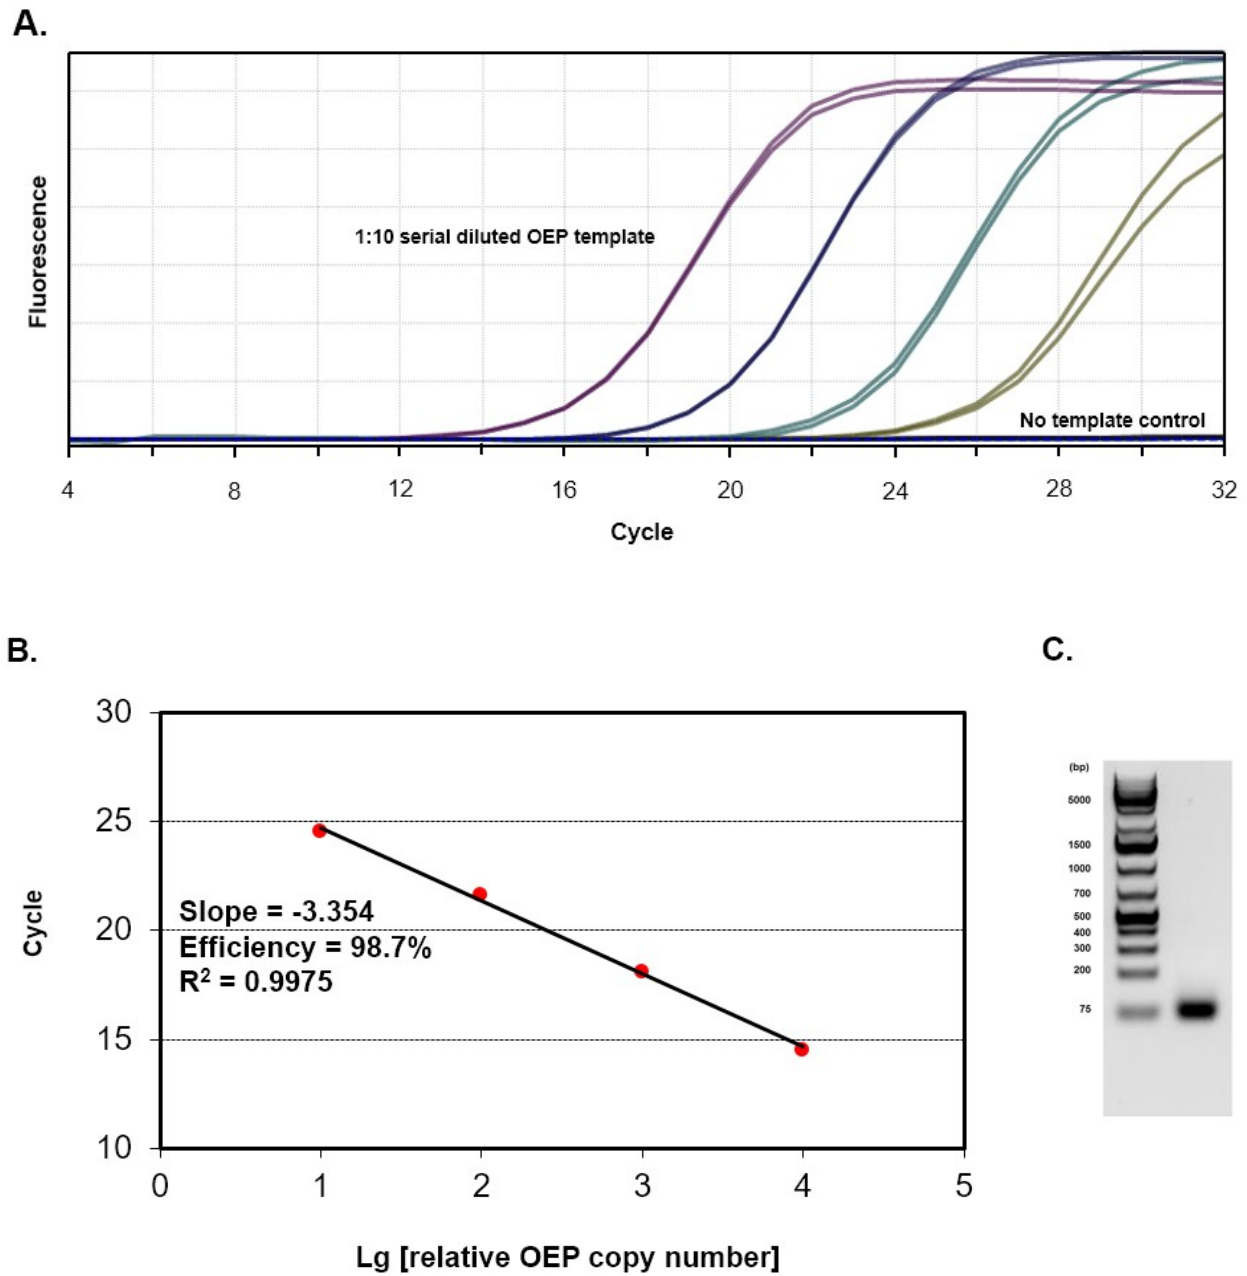 A.
Fluorescence
1:10 serial diluted OEP template
No template control
4 8 12 16 20 24 28 32
Cycle
B.
30
25
20
15
10
Cycle
Slope = -3.354
Efficiency = 98.7%
R² = 0.9975
0 1 2 3 4 5
Lg [relative OEP copy number]
C.
(bp)
5000
1500
1000
700
500
400
300
200
75